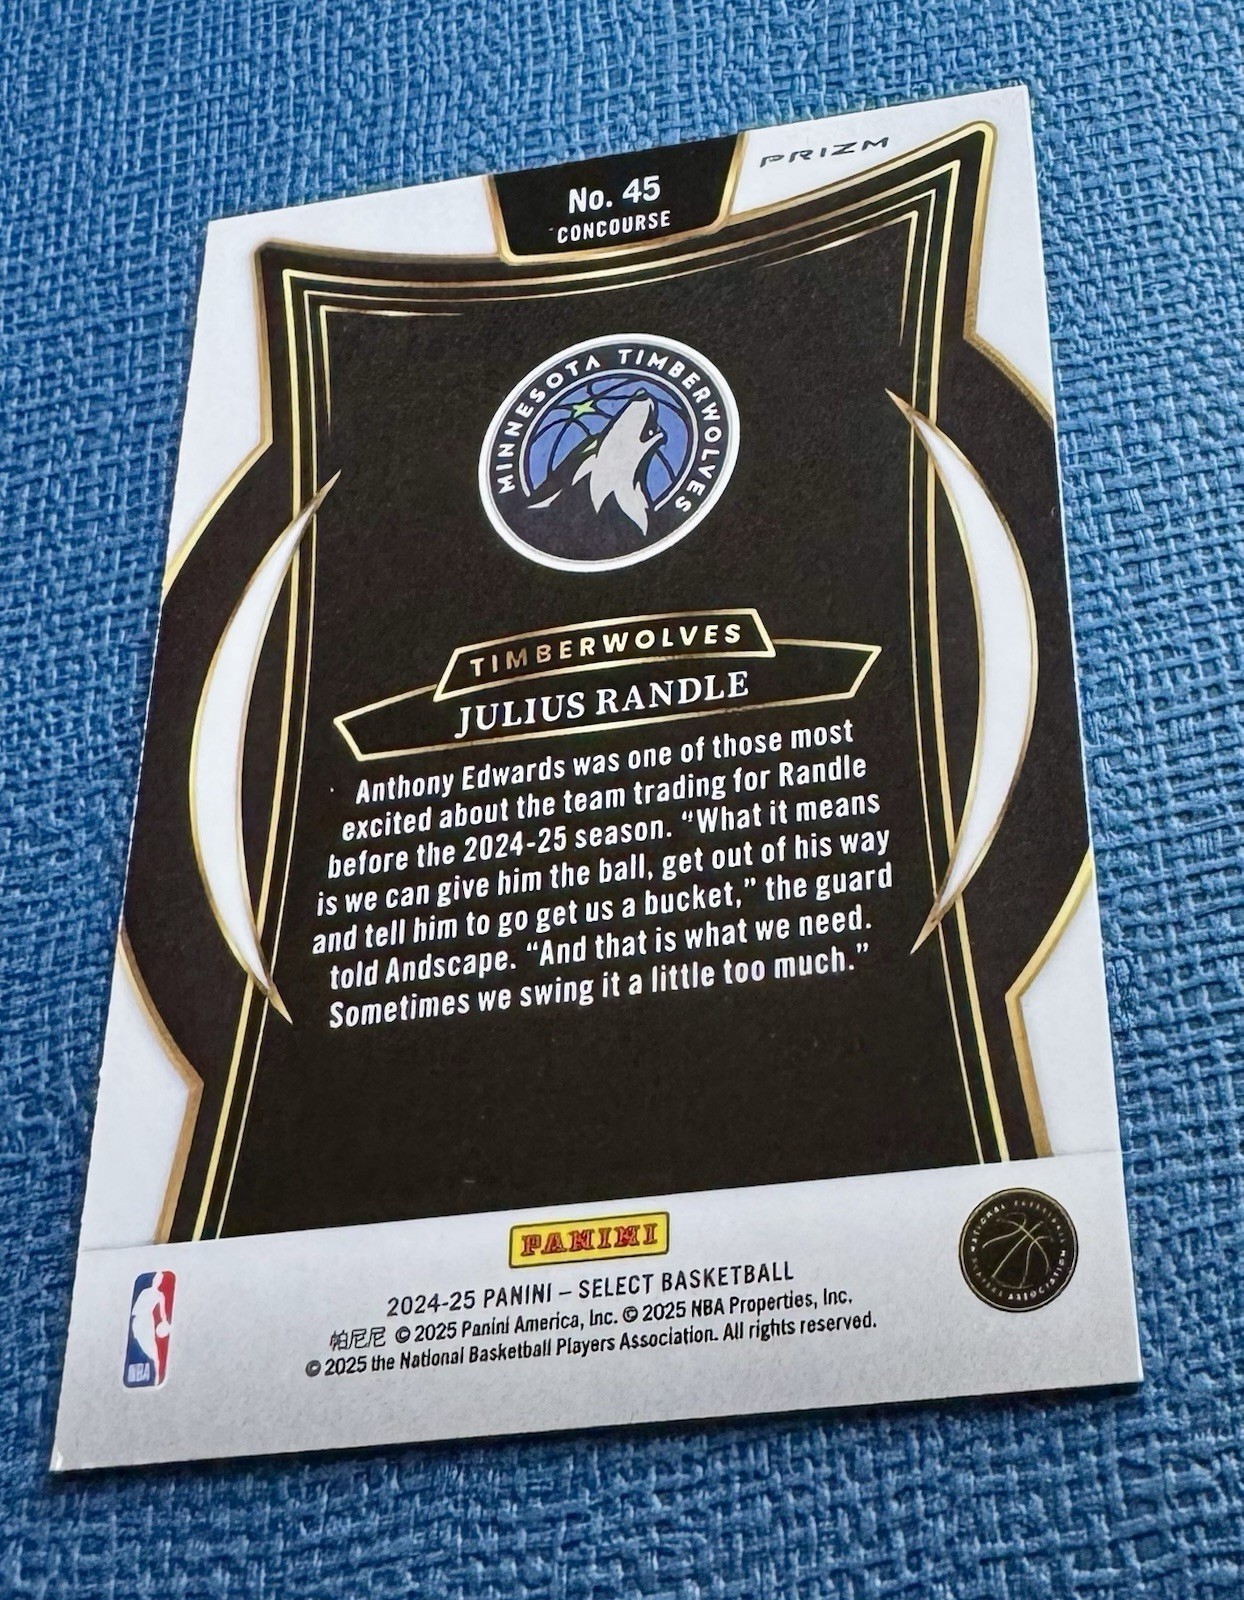 PRIZM
No. 45
CONCOURSE
MINNESOTA TIMBERWOLVES
TIMBERWOLVES
JULIUS RANDLE
Anthony Edwards was one of those most
excited about the team trading for Randle
before the 2024-25 season. “What it means
is we can give him the ball, get out of his way
and tell him to go get us a bucket,” the guard
told Andscape. “And that is what we need.
Sometimes we swing it a little too much.”
PANINI
NATIONAL BASKETBALL PLAYERS ASSOCIATION
2024-25 PANINI – SELECT BASKETBALL
帕尼尼 © 2025 Panini America, Inc. © 2025 NBA Properties, Inc.
© 2025 the National Basketball Players Association. All rights reserved.
NBA